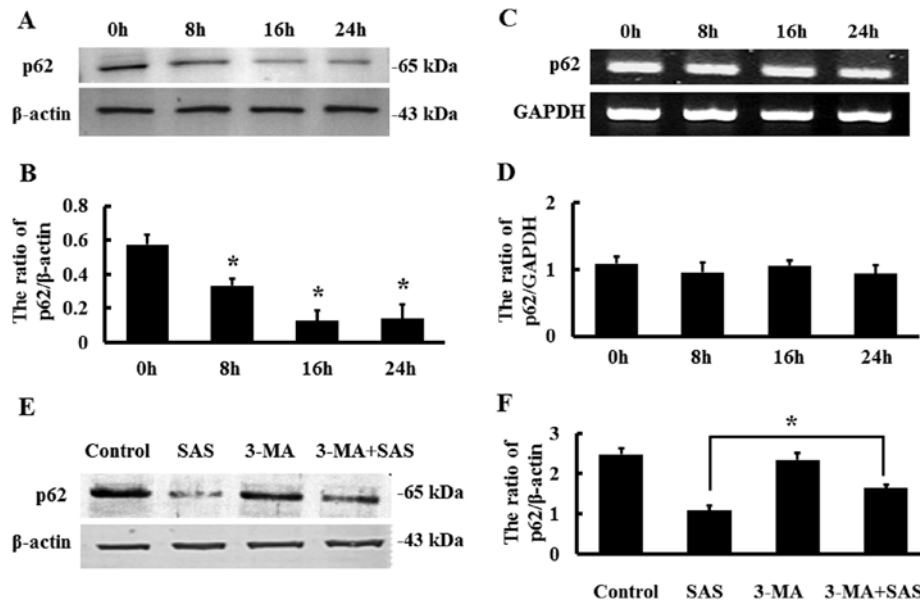 A
0h 8h 16h 24h
p62
-65 kDa
β-actin
-43 kDa
B
The ratio of
p62/β-actin
0.8
0.6
0.4
0.2
0
*
*
*
0h 8h 16h 24h
C
0h 8h 16h 24h
p62
GAPDH
D
The ratio of
p62/GAPDH
2
1
0
0h 8h 16h 24h
E
Control SAS 3-MA 3-MA+SAS
p62
-65 kDa
β-actin
-43 kDa
F
The ratio of
p62/β-actin
3
2
1
0
*
Control SAS 3-MA 3-MA+SAS